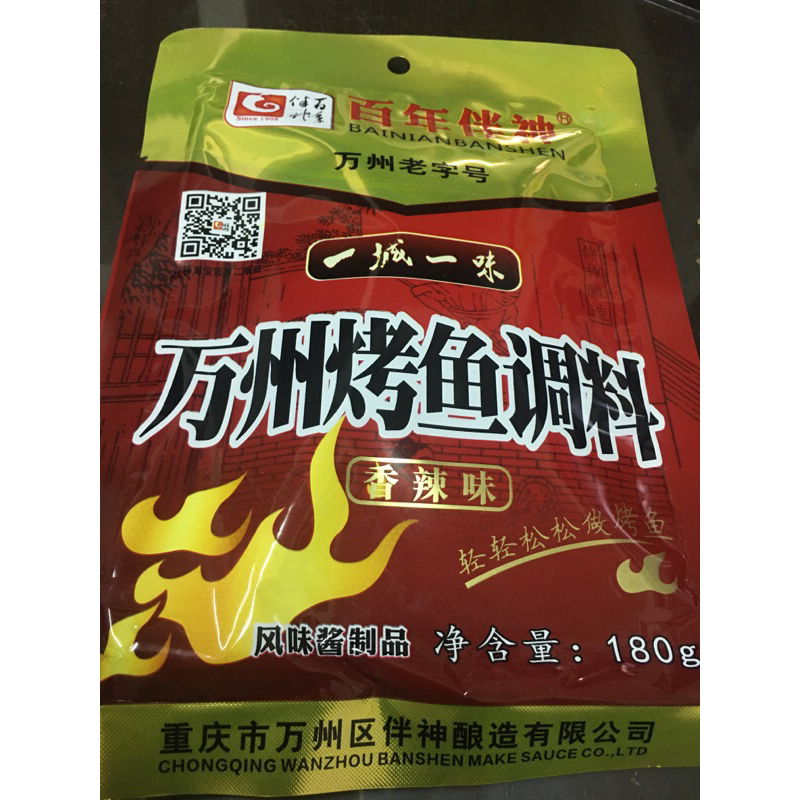 百年伴神®
BAINIANBANSHEN
Since 1908
万州老字号
一城一味
万州烤鱼调料
香辣味
轻轻松松做烤鱼
风味酱制品 净含量：180g
重庆市万州区伴神酿造有限公司
CHONGQING WANZHOU BANSHEN MAKE SAUCE CO.,LTD